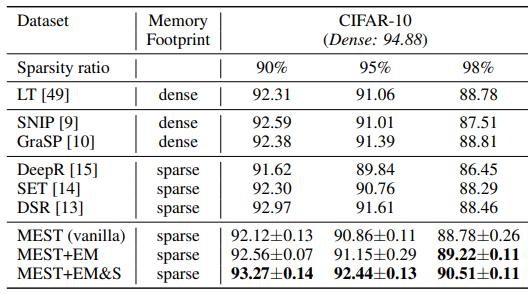 Dataset Memory Footprint CIFAR-10 (Dense: 94.88)
Sparsity ratio 90% 95% 98%
LT [49] dense 92.31 91.06 88.78
SNIP [9] dense 92.59 91.01 87.51
GraSP [10] dense 92.38 91.39 88.81
DeepR [15] sparse 91.62 89.84 86.45
SET [14] sparse 92.30 90.76 88.29
DSR [13] sparse 92.97 91.61 88.46
MEST (vanilla) sparse 92.12±0.13 90.86±0.11 88.78±0.26
MEST+EM sparse 92.56±0.07 91.15±0.29 89.22±0.11
MEST+EM&S sparse 93.27±0.14 92.44±0.13 90.51±0.11